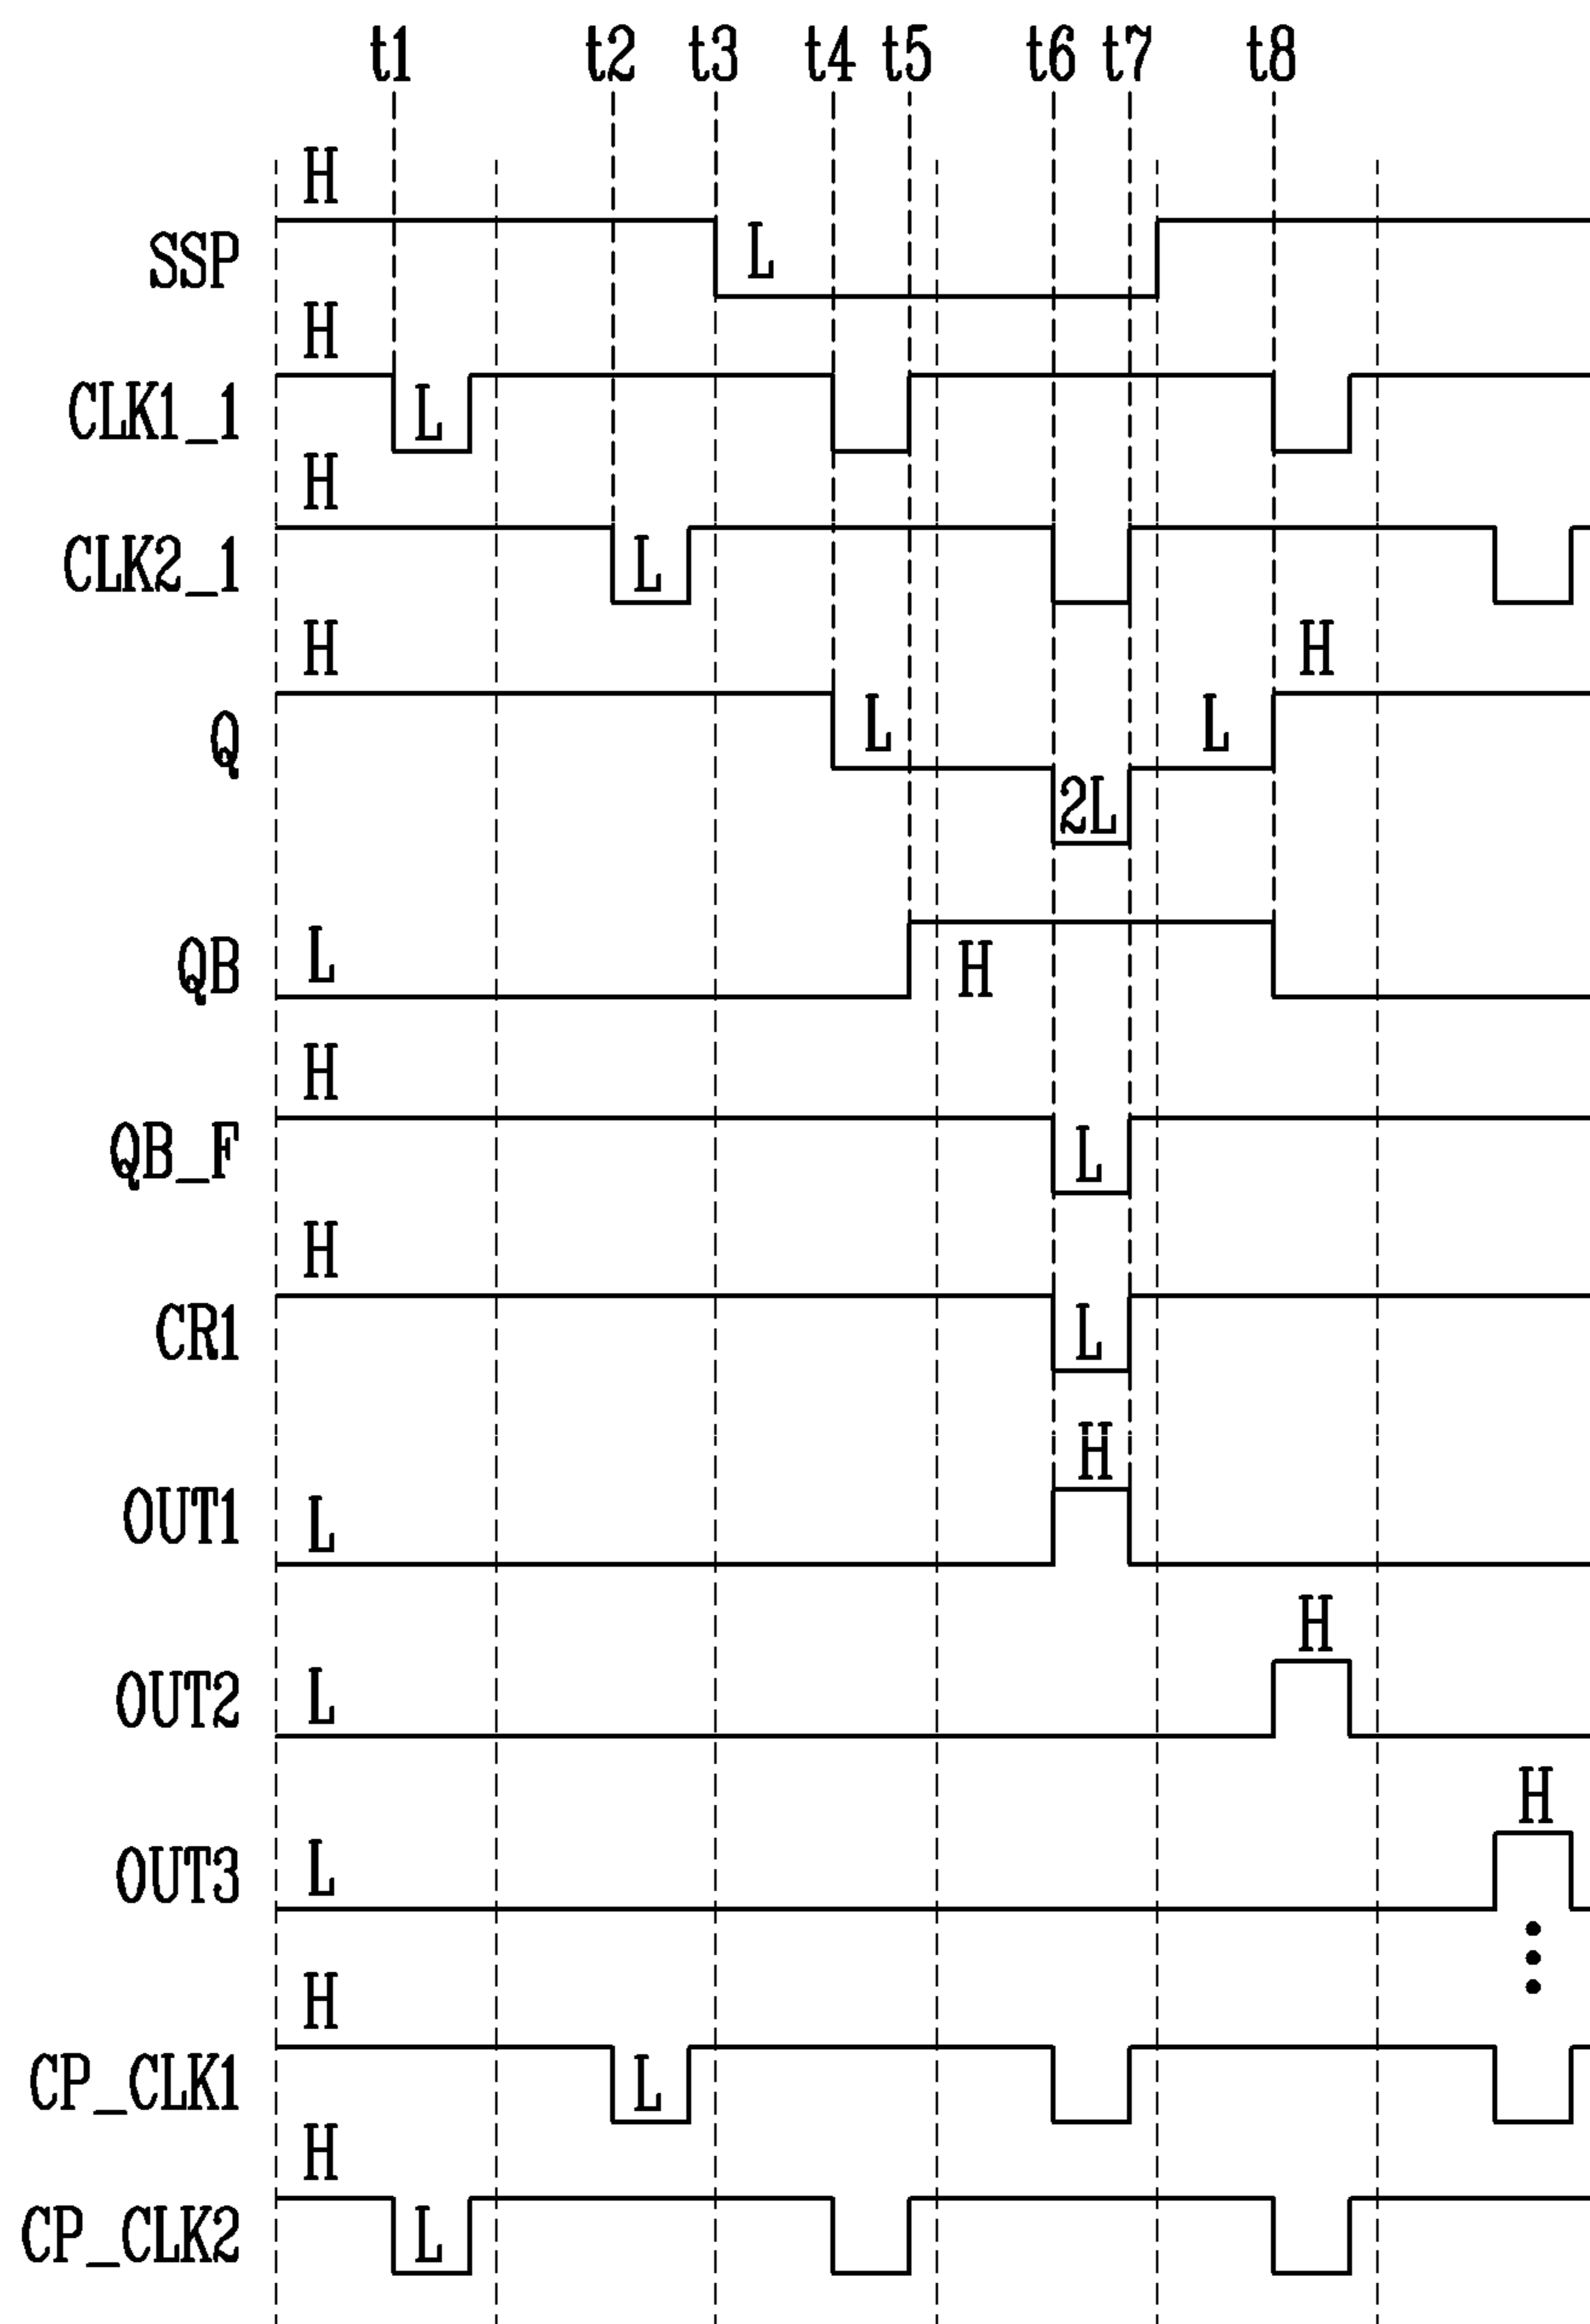 t1 t2 t3 t4 t5 t6 t7 t8
H
SSP L
H
CLK1_1 L
H
CLK2_1 L
H H
Q L L
2L
QB L H
H
QB_F L
H
CR1 L
H
OUT1 L
H
OUT2 L
H
OUT3 L
H
CP_CLK1 L
H
CP_CLK2 L